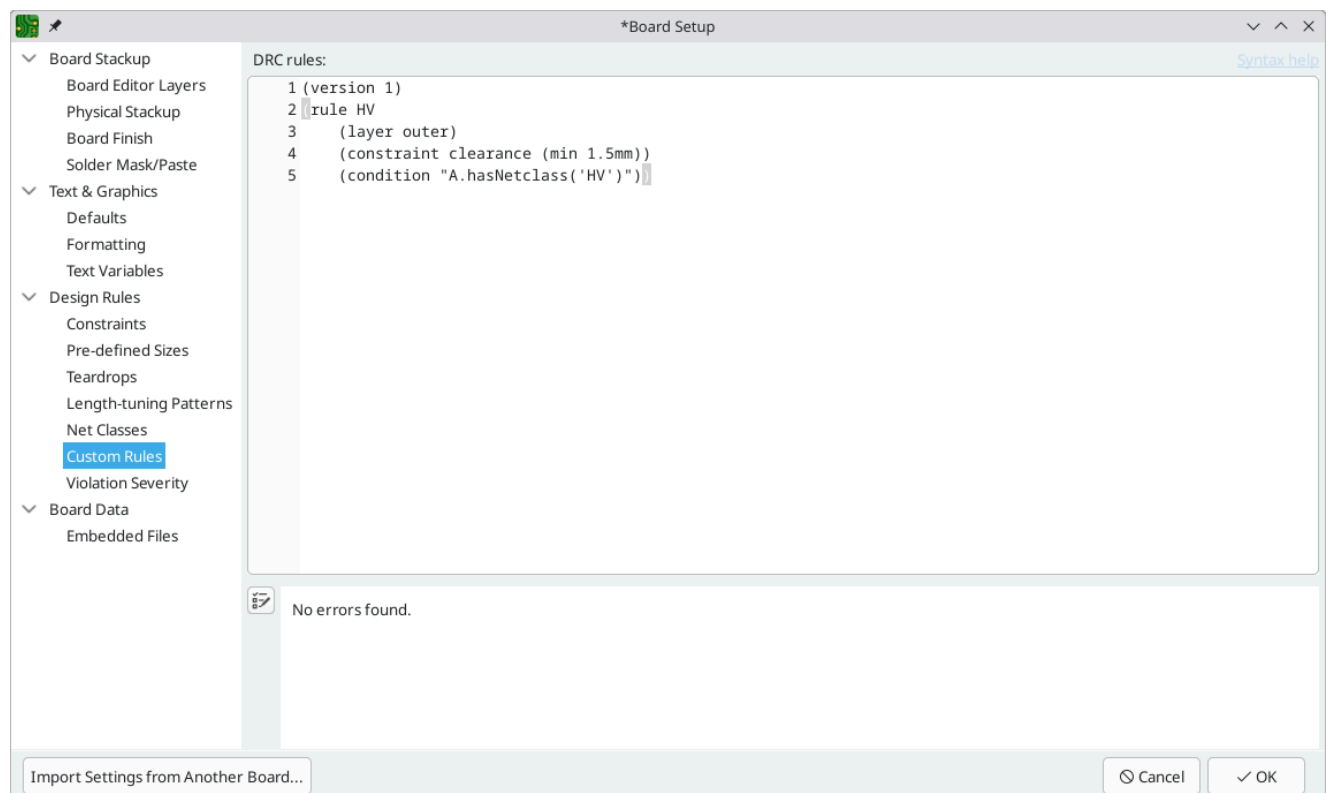 *Board Setup
Board Stackup
Board Editor Layers
Physical Stackup
Board Finish
Solder Mask/Paste
Text & Graphics
Defaults
Formatting
Text Variables
Design Rules
Constraints
Pre-defined Sizes
Teardrops
Length-tuning Patterns
Net Classes
Custom Rules
Violation Severity
Board Data
Embedded Files
DRC rules:
Syntax help
1 (version 1)
2 (rule HV
3     (layer outer)
4     (constraint clearance (min 1.5mm))
5     (condition "A.hasNetclass('HV')"))
No errors found.
Import Settings from Another Board...
Cancel
OK